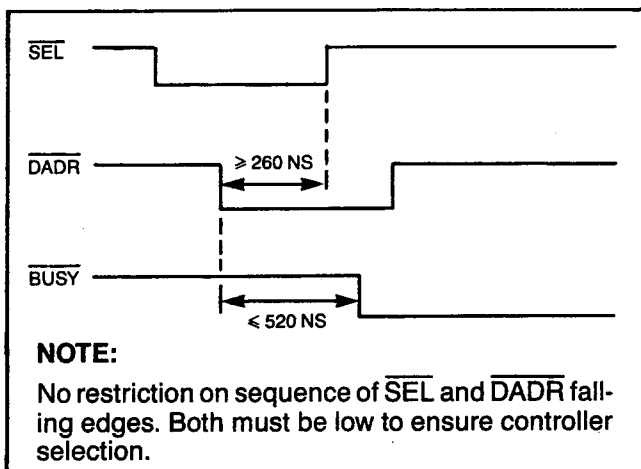 SEL
≥ 260 NS
DADR
BUSY
≤ 520 NS
NOTE:
No restriction on sequence of SEL and DADR fall-
ing edges. Both must be low to ensure controller
selection.